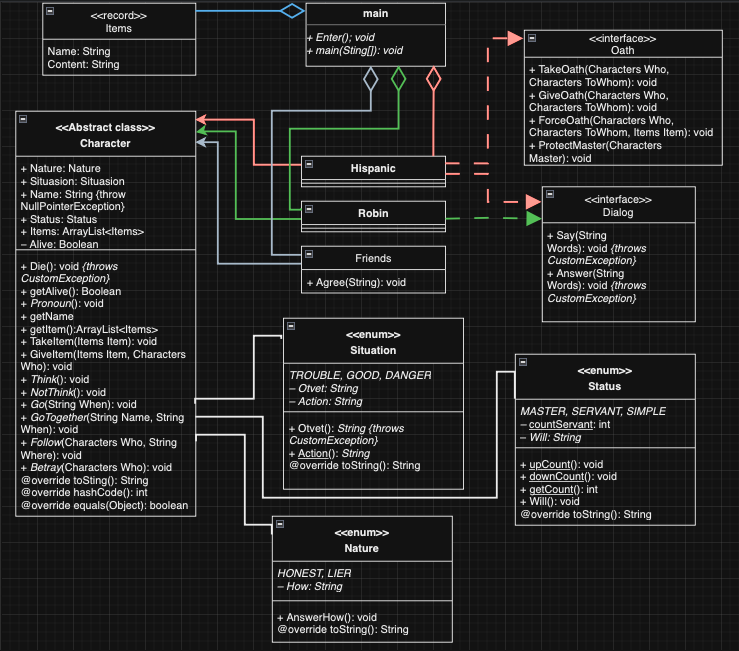 <<record>>
Items
Name: String
Content: String
main
+ Enter(); void
+ main(Sting[]): void
<<interface>>
Oath
+ TakeOath(Characters Who,
Characters ToWhom): void
+ GiveOath(Characters Who,
Characters ToWhom): void
+ ForceOath(Characters Who,
Characters ToWhom, Items Item): void
+ ProtectMaster(Characters
Master): void
<<Abstract class>>
Character
+ Nature: Nature
+ Situasion: Situasion
+ Name: String {throw
NullPointerException}
+ Status: Status
+ Items: ArrayList<Items>
– Alive: Boolean
+ Die(): void {throws
CustomException}
+ getAlive(): Boolean
+ Pronoun(): void
+ getName
+ getItem():ArrayList<Items>
+ TakeItem(Items Item): void
+ GiveItem(Items Item, Characters
Who): void
+ Think(): void
+ NotThink(): void
+ Go(String When): void
+ GoTogether(String Name, String
When): void
+ Follow(Characters Who, String
Where): void
+ Betray(Characters Who): void
@override toSting(): String
@override hashCode(): int
@override equals(Object): boolean
Hispanic
Robin
Friends
+ Agree(String): void
<<interface>>
Dialog
+ Say(String
Words): void {throws
CustomException}
+ Answer(String
Words): void {throws
CustomException}
<<enum>>
Situation
TROUBLE, GOOD, DANGER
– Otvet: String
– Action: String
+ Otvet(): String {throws
CustomException}
+ Action(): String
@override toString(): String
<<enum>>
Status
MASTER, SERVANT, SIMPLE
– countServant: int
– Will: String
+ upCount(): void
+ downCount(): void
+ getCount(): int
+ Will(): void
@override toString(): String
<<enum>>
Nature
HONEST, LIER
– How: String
+ AnswerHow(): void
@override toString(): String